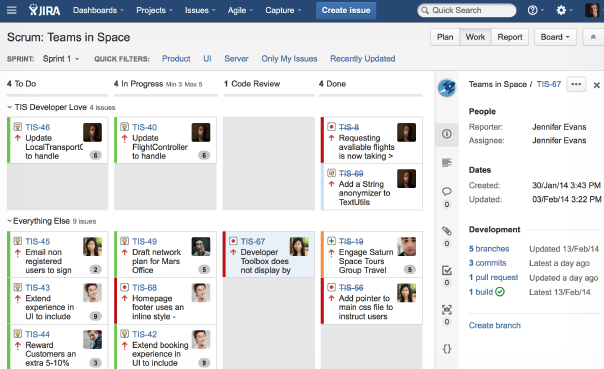 JIRA Dashboards Projects Issues Agile Capture Create issue Quick Search
Scrum: Teams in Space Plan Work Report Board
SPRINT: Sprint 1 QUICK FILTERS: Product UI Server Only My Issues Recently Updated
4 To Do 4 In Progress Min 3 Max 5 1 Code Review 4 Done
TIS Developer Love 4 issues
TIS-46
Update
LocalTransportC
to handle
6
TIS-40
Update
FlightController
to handle
6
TIS-8
Requesting
avaliable flights
is now taking >
TIS-69
Add a String
anonymizer to
TextUtils
Everything Else 9 issues
TIS-45
Email non
registered
users to sign
2
TIS-49
Draft network
plan for Mars
Office
5
TIS-67
Developer
Toolbox does
not display by
TIS-19
Engage Saturn
Space Tours
Group Travel
5
TIS-43
Extend
experience in
UI to include
9
TIS-68
Homepage
footer uses an
inline style -
TIS-56
Add pointer to
main css file to
instruct users
TIS-44
Reward
Customers an
extra 5-10%
3
TIS-42
Extend booking
experience in
UI to include
9
Teams in Space / TIS-67
People
Reporter: Jennifer Evans
Assignee: Jennifer Evans
Dates
Created: 30/Jan/14 3:43 PM
Updated: 03/Feb/14 3:22 PM
Development
5 branches Updated 13/Feb/14
3 commits Latest a day ago
1 pull request Updated a day ago
1 build Latest 13/Feb/14
Create branch
0
0
0
0
{}